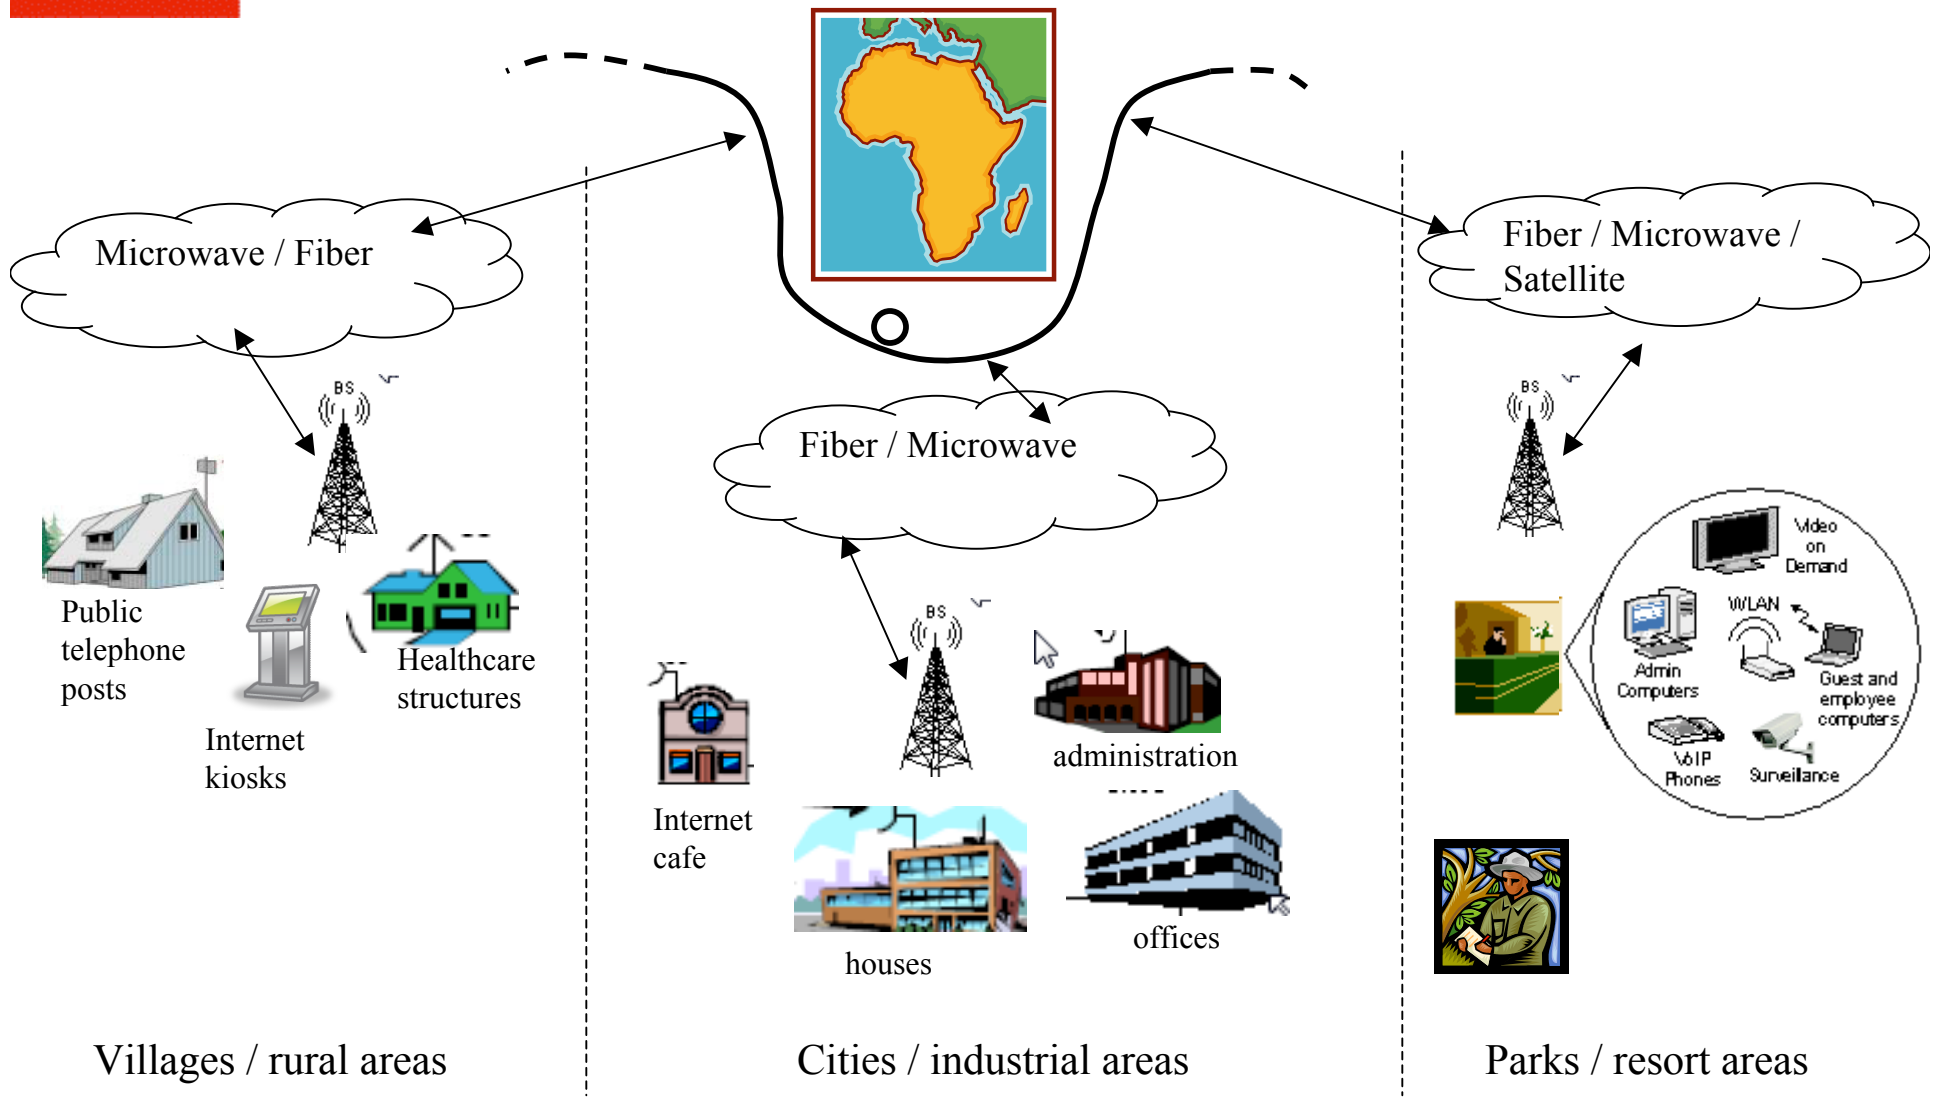 Microwave / Fiber
BS
Public
telephone
posts
Internet
kiosks
Healthcare
structures
Villages / rural areas
Fiber / Microwave
BS
Internet
cafe
administration
houses
offices
Cities / industrial areas
Fiber / Microwave /
Satellite
BS
Video
on
Demand
WLAN
Admin
Computers
Guest and
employee
computers
VoIP
Phones
Surveillance
Parks / resort areas